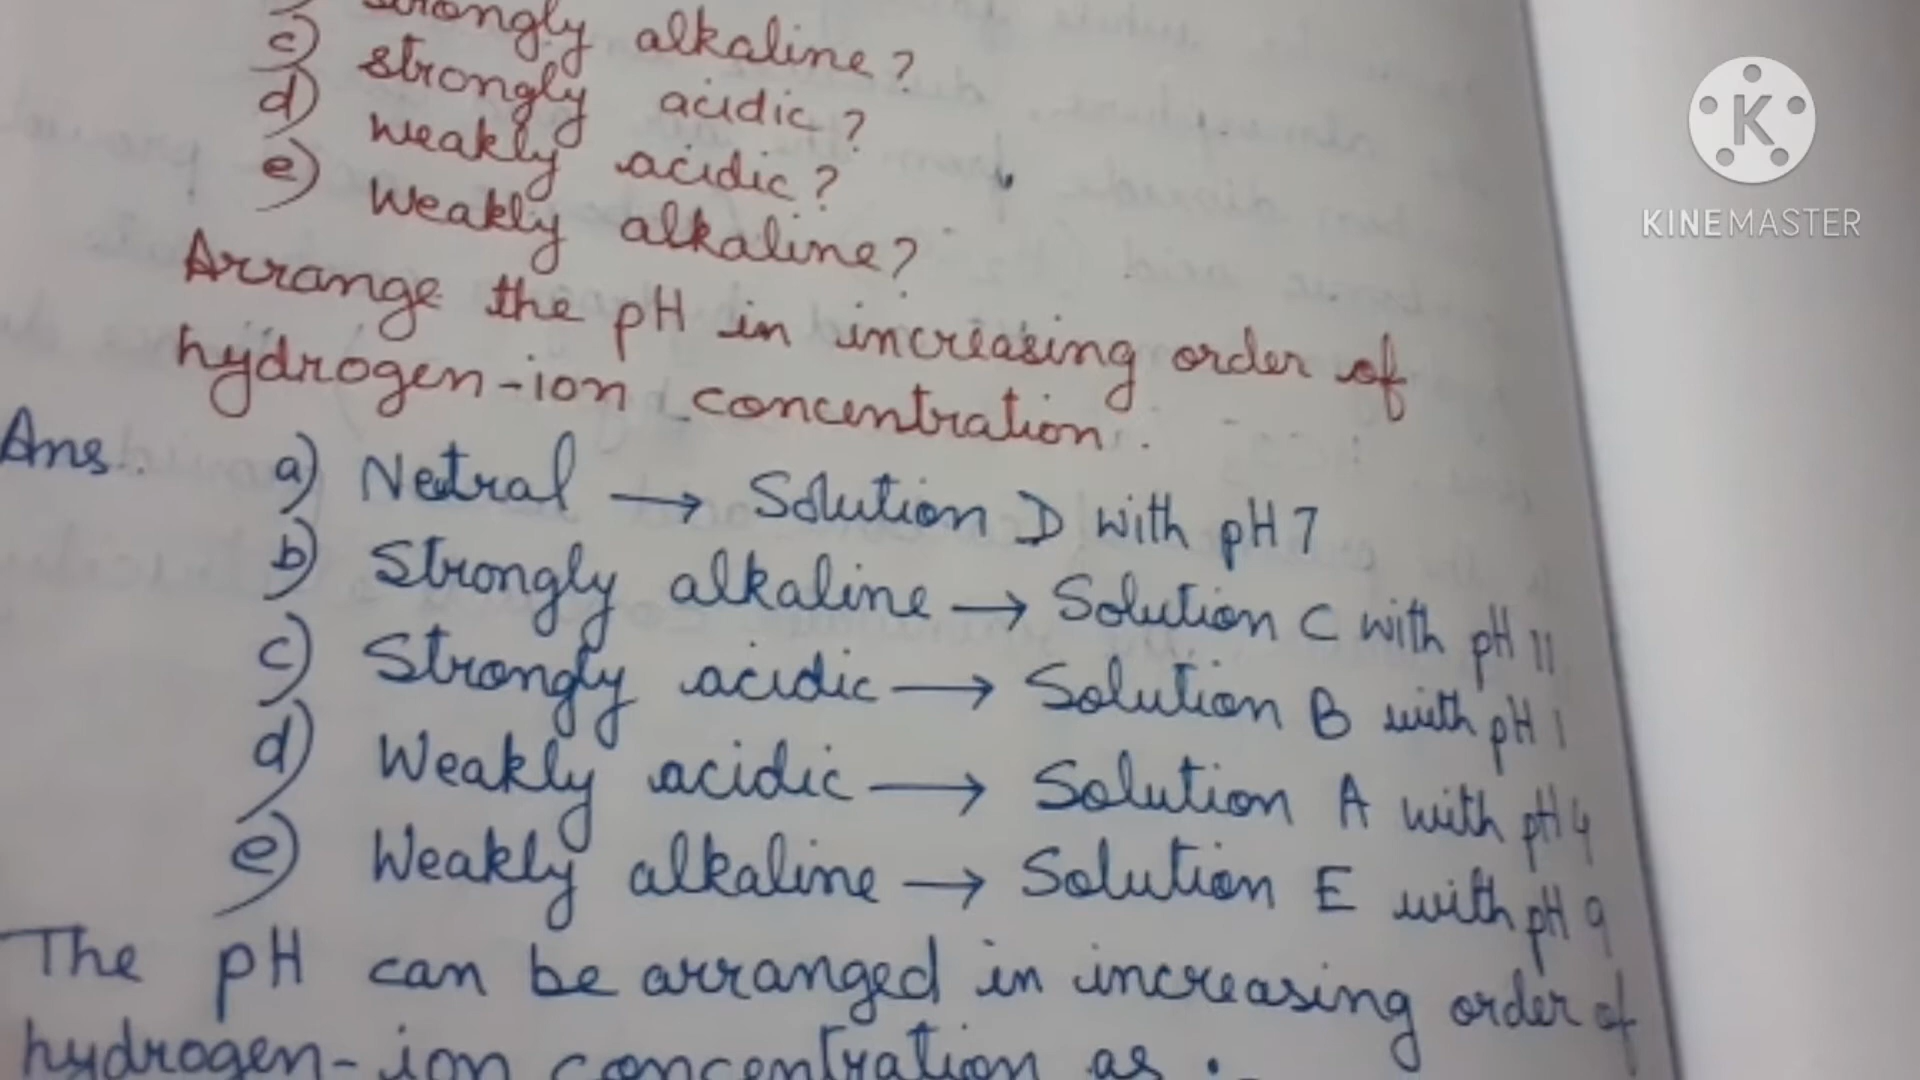 strongly alkaline?
c) strongly acidic?
d) weakly acidic?
e) Weakly alkaline?
Arrange the pH in increasing order of
hydrogen-ion concentration.
Ans. a) Netral → Solution D with pH 7
b) Strongly alkaline → Solution C with pH 11
c) Strongly acidic → Solution B with pH 1
d) Weakly acidic → Solution A with pH 4
e) Weakly alkaline → Solution E with pH 9
The pH can be arranged in increasing order of
hydrogen-ion concentration as :-
K
KINEMASTER